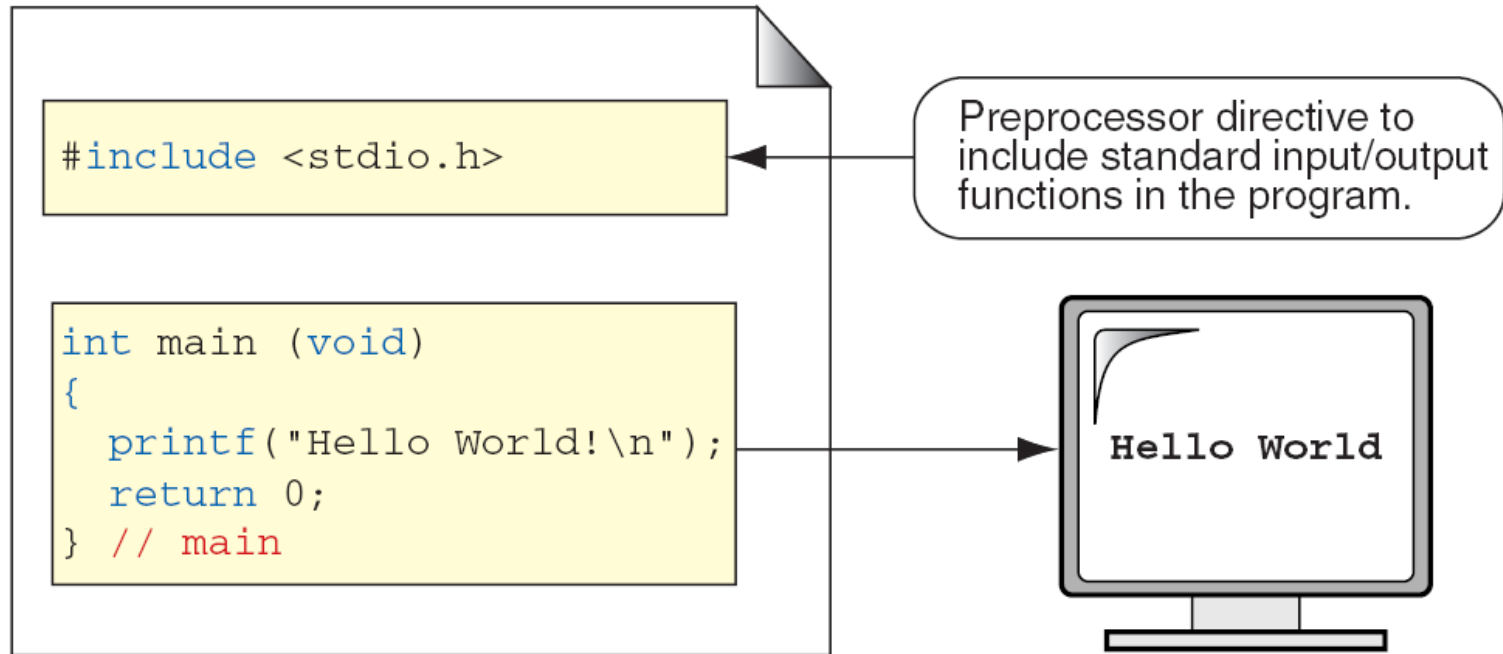 #include <stdio.h>
Preprocessor directive to
include standard input/output
functions in the program.
int main (void)
{
printf("Hello World!\n");
return 0;
} // main
Hello World